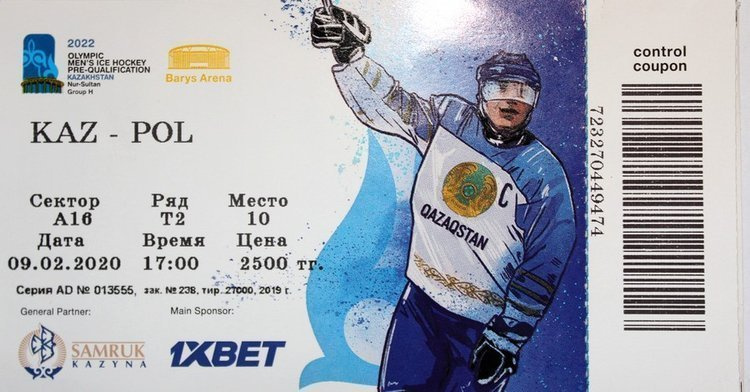 2022
OLYMPIC
MEN'S ICE HOCKEY
PRE-QUALIFICATION
KAZAKHSTAN
Nur-Sultan
Group H
Barys Arena
KAZ - POL
Сектор Ряд Место
A16 T2 10
Дата Время Цена
09.02.2020 17:00 2500 тг.
Серия AD № 013555, зак. № 238, тир. 27000, 2019 г.
General Partner: Main Sponsor:
SAMRUK
KAZYNA
1XBET
C
QAZAQSTAN
control
coupon
723270449474